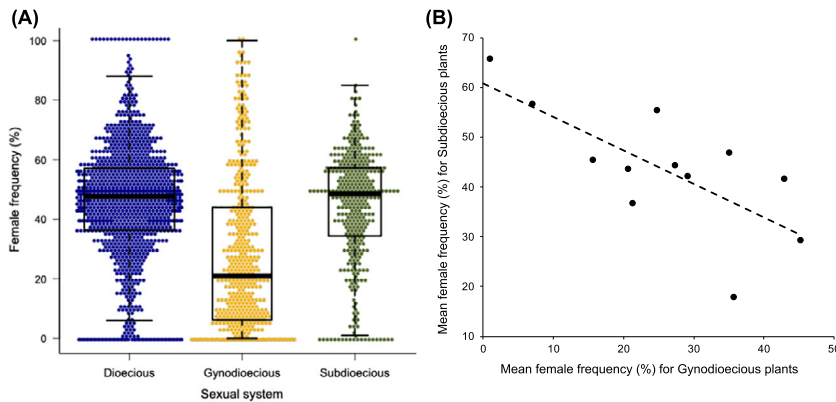 (A)
Female frequency (%)
100
80
60
40
20
0
Dioecious Gynodioecious Subdioecious
Sexual system
(B)
Mean female frequency (%) for Subdioecious plants
70
60
50
40
30
20
10
0 10 20 30 40 50
Mean female frequency (%) for Gynodioecious plants